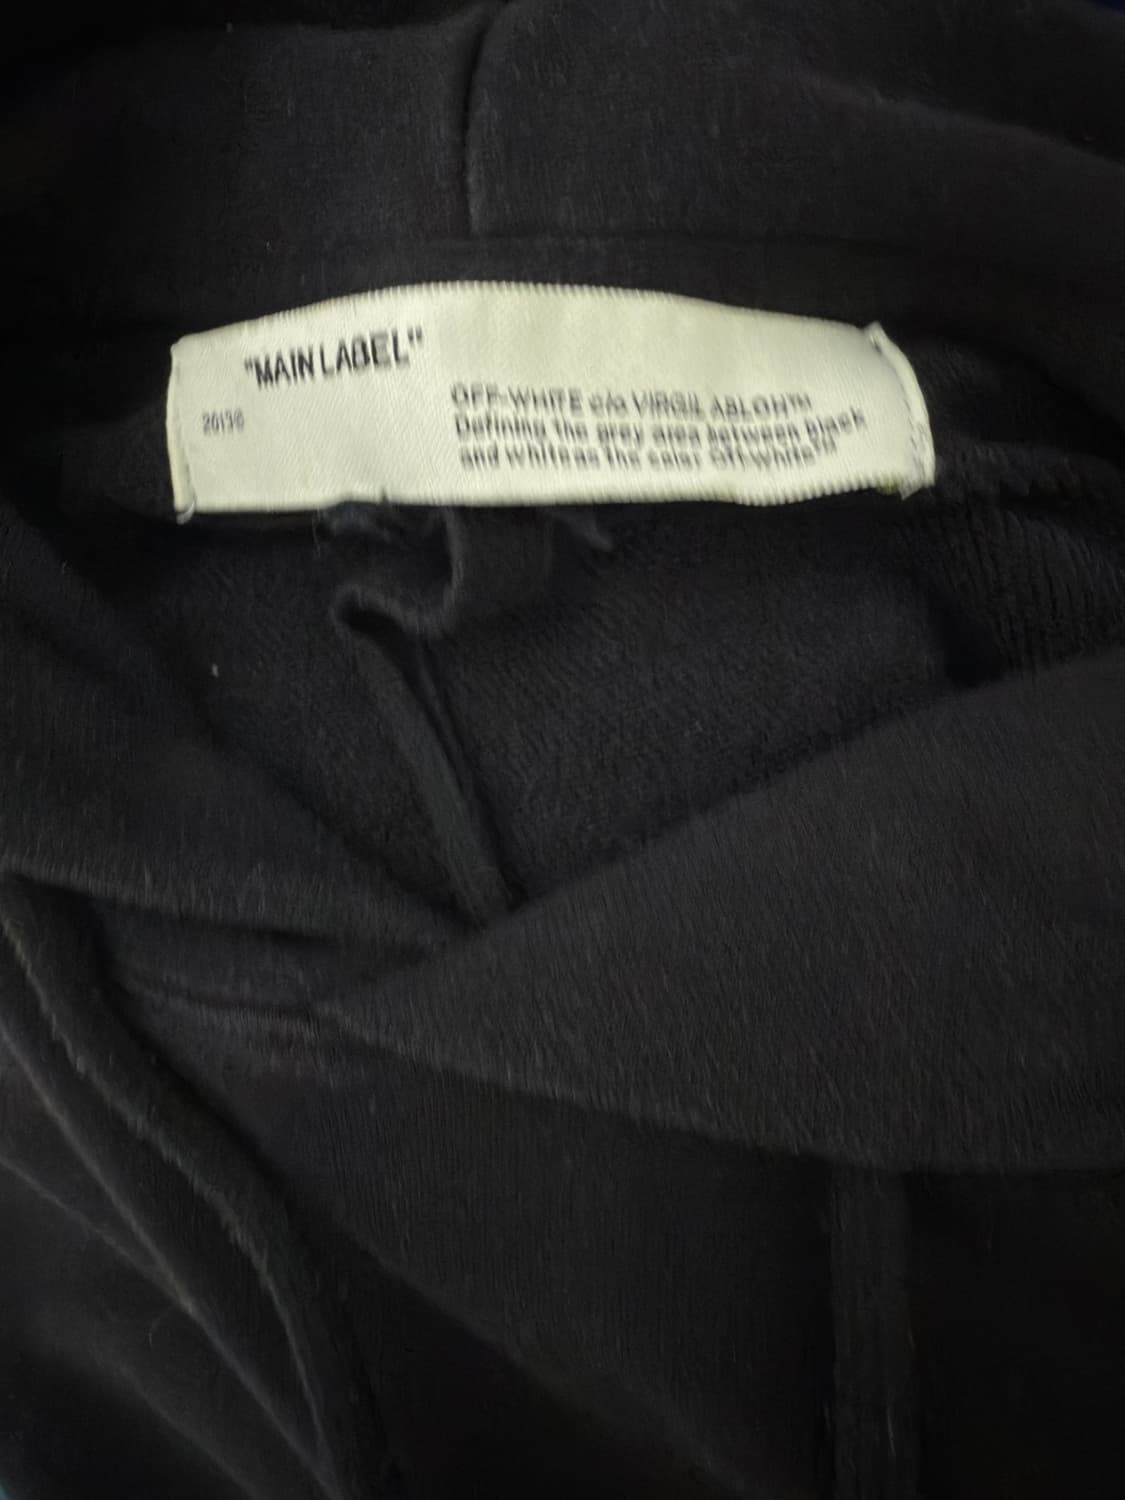 "MAIN LABEL"
OFF-WHITE c/o VIRGIL ABLOH™
Defining the grey area between black
and white as the color Off-White™